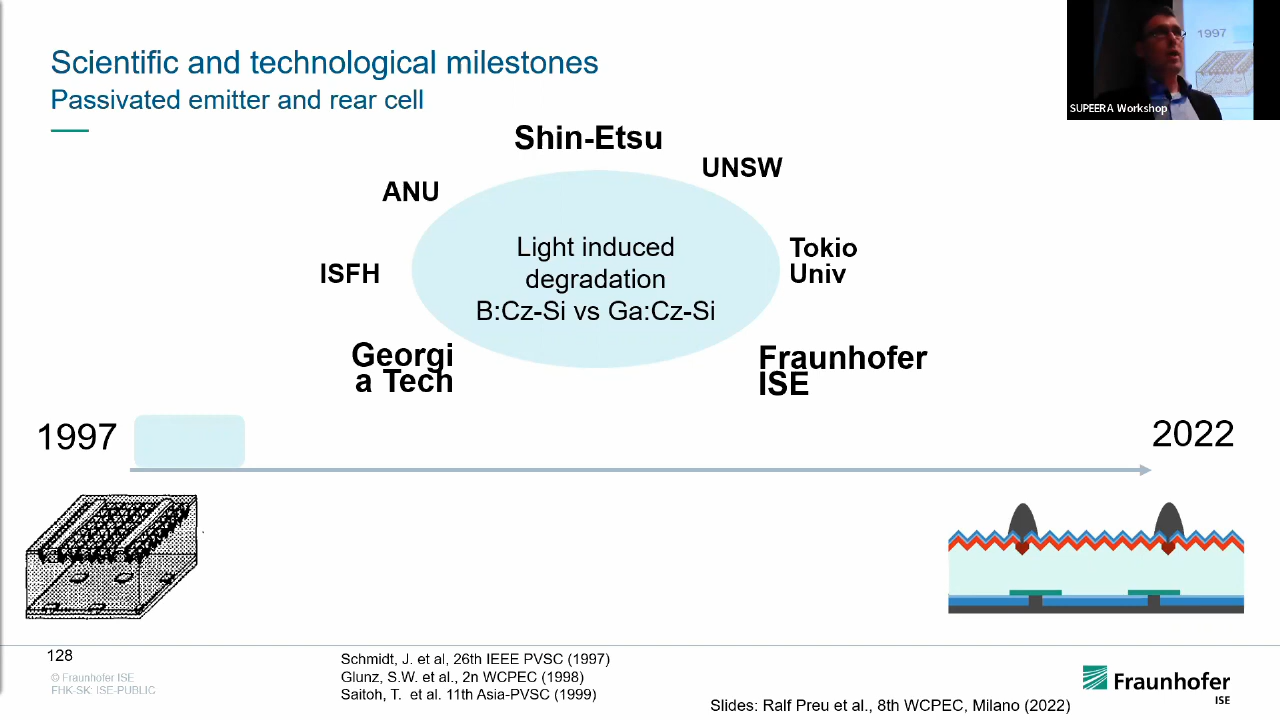 Scientific and technological milestones
Passivated emitter and rear cell
1997
SUPEERA Workshop
Shin-Etsu
UNSW
ANU
Tokio
Univ
ISFH
Light induced
degradation
B:Cz-Si vs Ga:Cz-Si
Georgi
a Tech
Fraunhofer
ISE
1997
2022
128
© Fraunhofer ISE
FHK-SK: ISE-PUBLIC
Schmidt, J. et al, 26th IEEE PVSC (1997)
Glunz, S.W. et al., 2n WCPEC (1998)
Saitoh, T. et al. 11th Asia-PVSC (1999)
Slides: Ralf Preu et al., 8th WCPEC, Milano (2022)
Fraunhofer
ISE